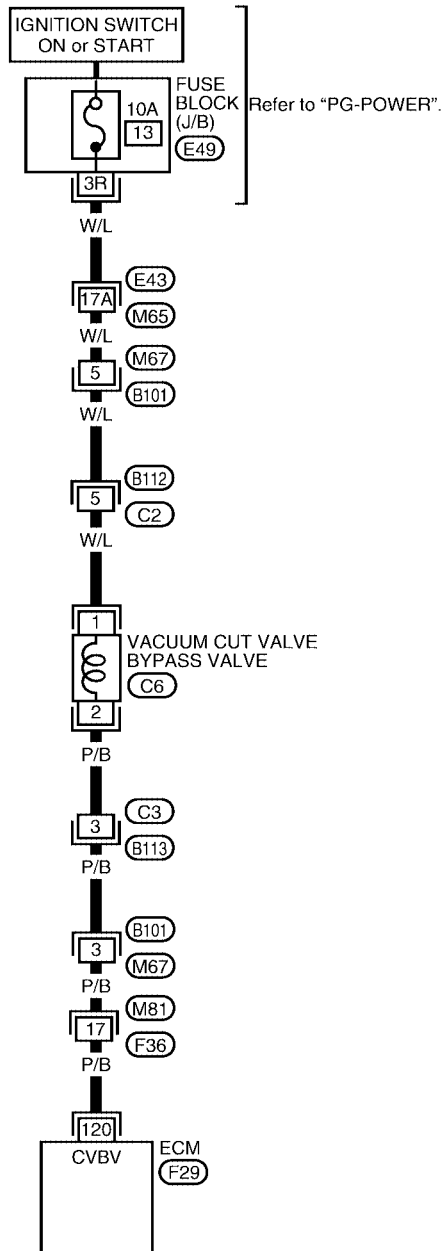 IGNITION SWITCH
ON or START
FUSE
BLOCK
(J/B)
10A
13
E49
Refer to “PG-POWER”.
3R
W/L
E43
17A
M65
W/L
M67
5
B101
W/L
B112
5
C2
W/L
1
VACUUM CUT VALVE
BYPASS VALVE
C6
2
P/B
C3
3
B113
P/B
B101
3
M67
P/B
M81
17
F36
P/B
120
CVBV
ECM
F29